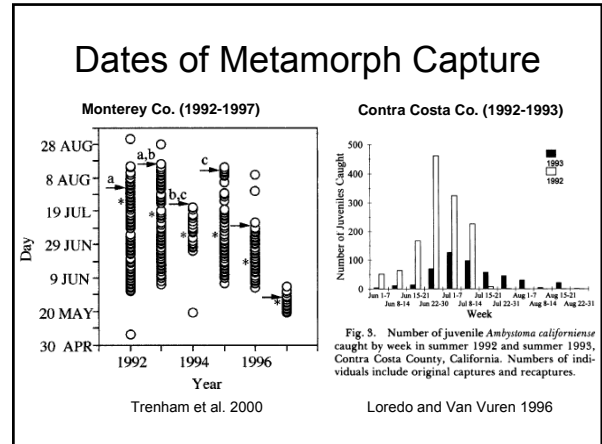 Dates of Metamorph Capture
Monterey Co. (1992-1997)
28 AUG
8 AUG
19 JUL
29 JUN
9 JUN
20 MAY
30 APR
Day
a
a,b
b,c
c
*
*
*
*
*
*
1992
1994
1996
Year
Trenham et al. 2000
Contra Costa Co. (1992-1993)
Number of Juveniles Caught
500
400
300
200
100
0
1993
1992
Jun 1-7
Jun 8-14
Jun 15-21
Jun 22-30
Jul 1-7
Jul 8-14
Jul 15-21
Jul 22-31
Aug 1-7
Aug 8-14
Aug 15-21
Aug 22-31
Week
Fig. 3. Number of juvenile Ambystoma californiense
caught by week in summer 1992 and summer 1993,
Contra Costa County, California. Numbers of indi-
viduals include original captures and recaptures.
Loredo and Van Vuren 1996